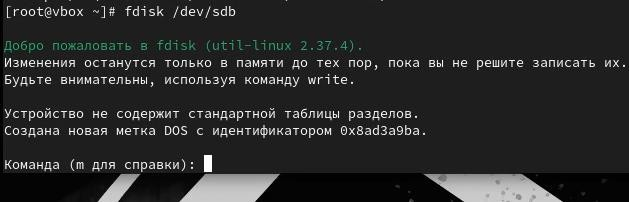 [root@vbox ~]# fdisk /dev/sdb
Добро пожаловать в fdisk (util-linux 2.37.4).
Изменения останутся только в памяти до тех пор, пока вы не решите записать их.
Будьте внимательны, используя команду write.
Устройство не содержит стандартной таблицы разделов.
Создана новая метка DOS с идентификатором 0x8ad3a9ba.
Команда (m для справки):